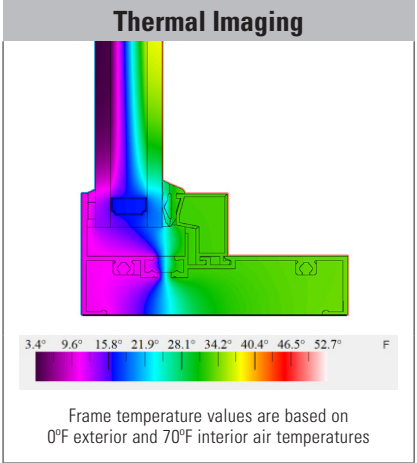 Thermal Imaging
3.4° 9.6° 15.8° 21.9° 28.1° 34.2° 40.4° 46.5° 52.7° F
Frame temperature values are based on
0ºF exterior and 70ºF interior air temperatures